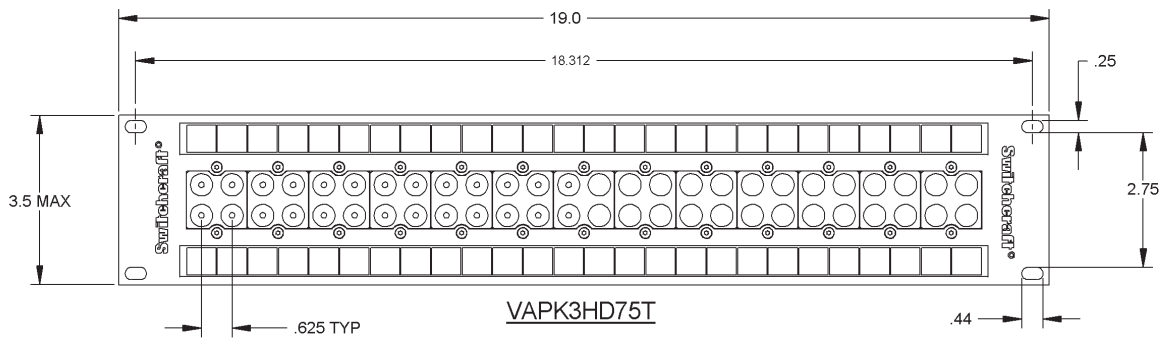 19.0
18.312
.25
3.5 MAX
Switchcraft®
Switchcraft®
2.75
.625 TYP
VAPK3HD75T
.44